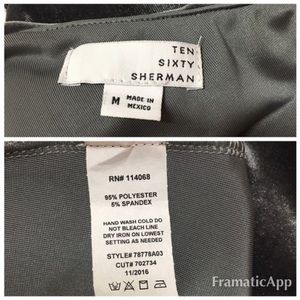 TEN
SIXTY
SHERMAN
M
MADE IN
MEXICO
RN# 114068
95% POLYESTER
5% SPANDEX
HAND WASH COLD DO
NOT BLEACH LINE
DRY IRON ON LOWEST
SETTING AS NEEDED
STYLE# 78778A03
CUT# 702734
11/2016
FramaticApp